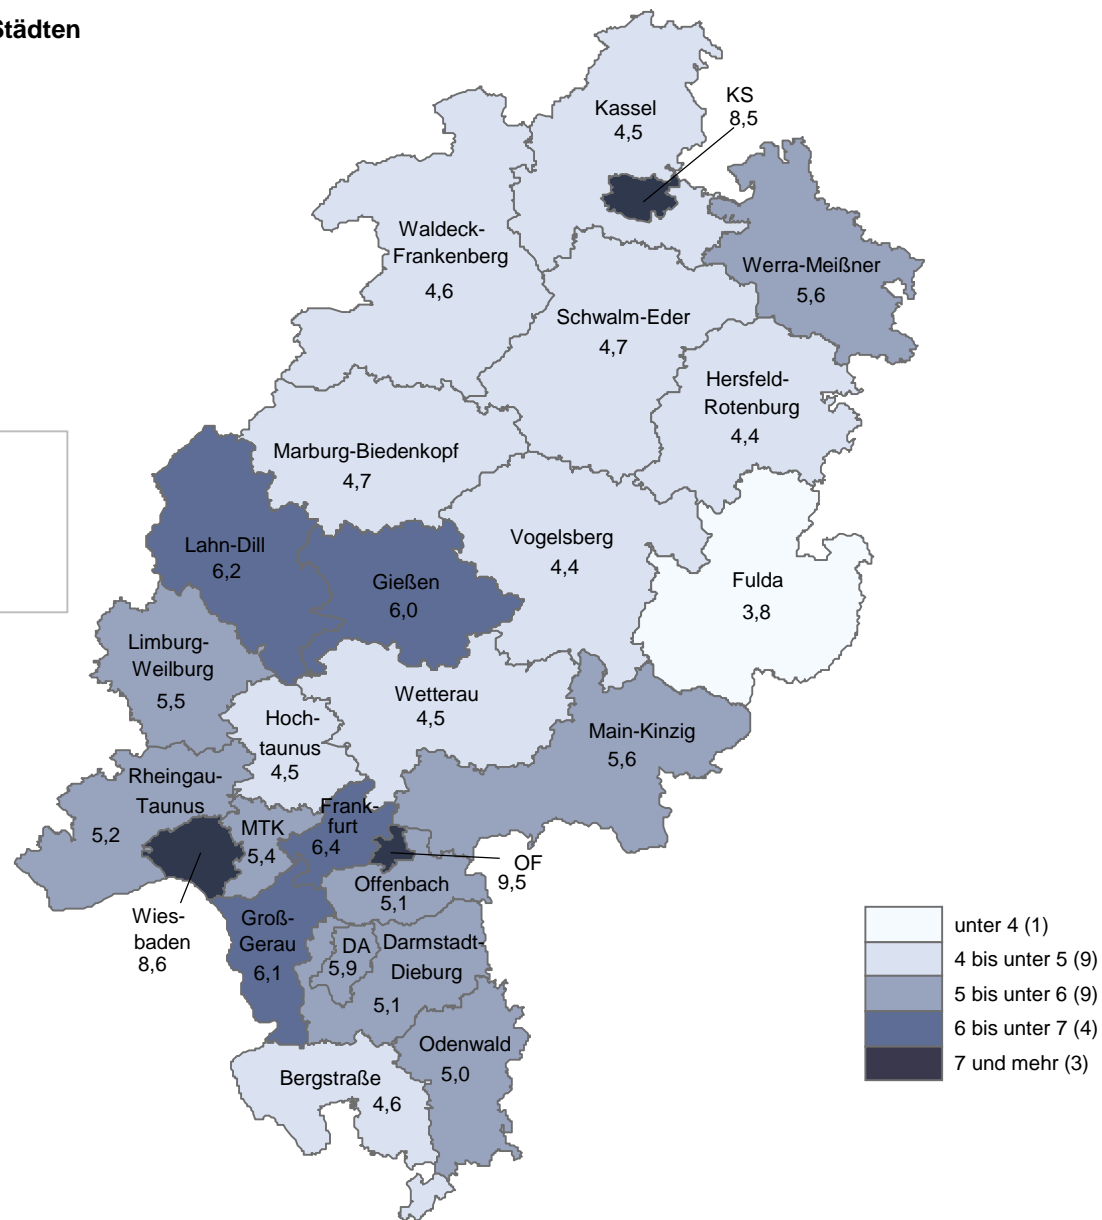 Städten
Kassel
4,5
KS
8,5
Waldeck-
Frankenberg
4,6
Werra-Meißner
5,6
Schwalm-Eder
4,7
Hersfeld-
Rotenburg
4,4
Marburg-Biedenkopf
4,7
Lahn-Dill
6,2
Gießen
6,0
Vogelsberg
4,4
Fulda
3,8
Limburg-
Weilburg
5,5
Wetterau
4,5
Hoch-
taunus
4,5
Main-Kinzig
5,6
Rheingau-
Taunus
5,2
MTK
5,4
Frank-
furt
6,4
OF
9,5
Offenbach
5,1
Wies-
baden
8,6
Groß-
Gerau
6,1
DA
5,9
Darmstadt-
Dieburg
5,1
Odenwald
5,0
Bergstraße
4,6
unter 4 (1)
4 bis unter 5 (9)
5 bis unter 6 (9)
6 bis unter 7 (4)
7 und mehr (3)